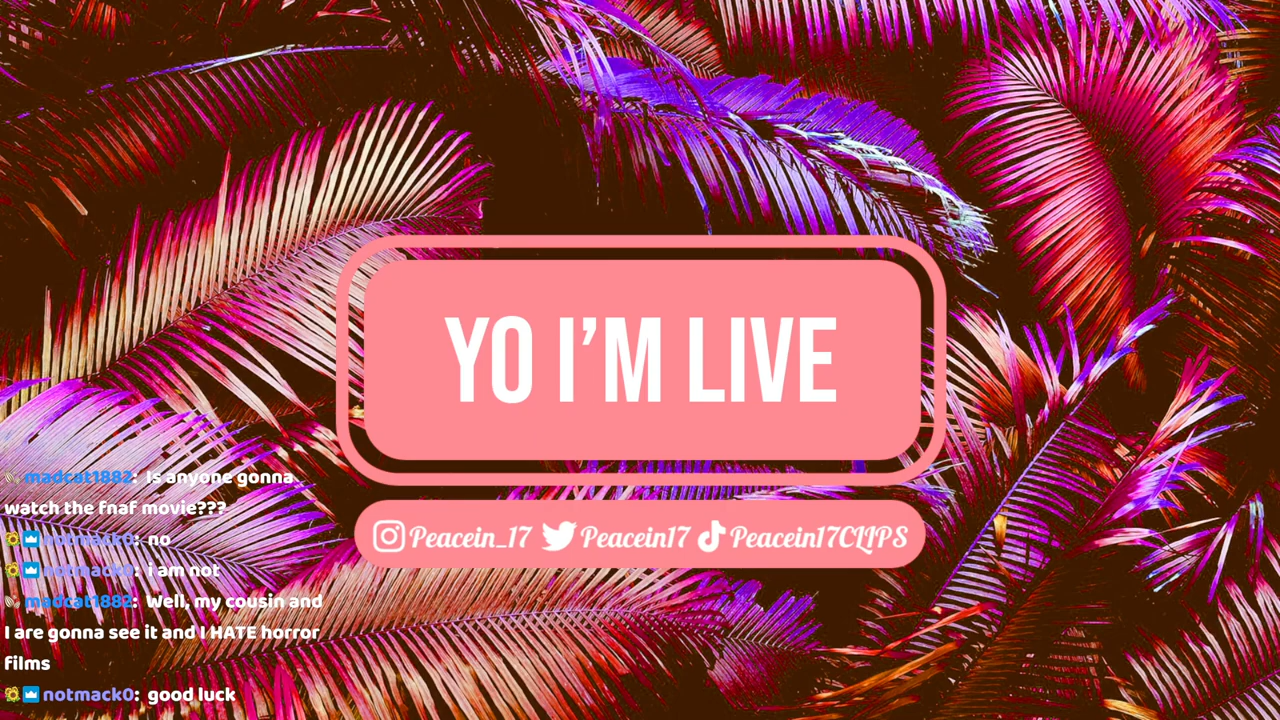 YO I'M LIVE
Peacein_17 Peacein17 Peacein17CLIPS
madcat1882: Is anyone gonna
watch the fnaf movie???
notmack0: no
notmack0: i am not
madcat1882: Well, my cousin and
I are gonna see it and I HATE horror
films
notmack0: good luck